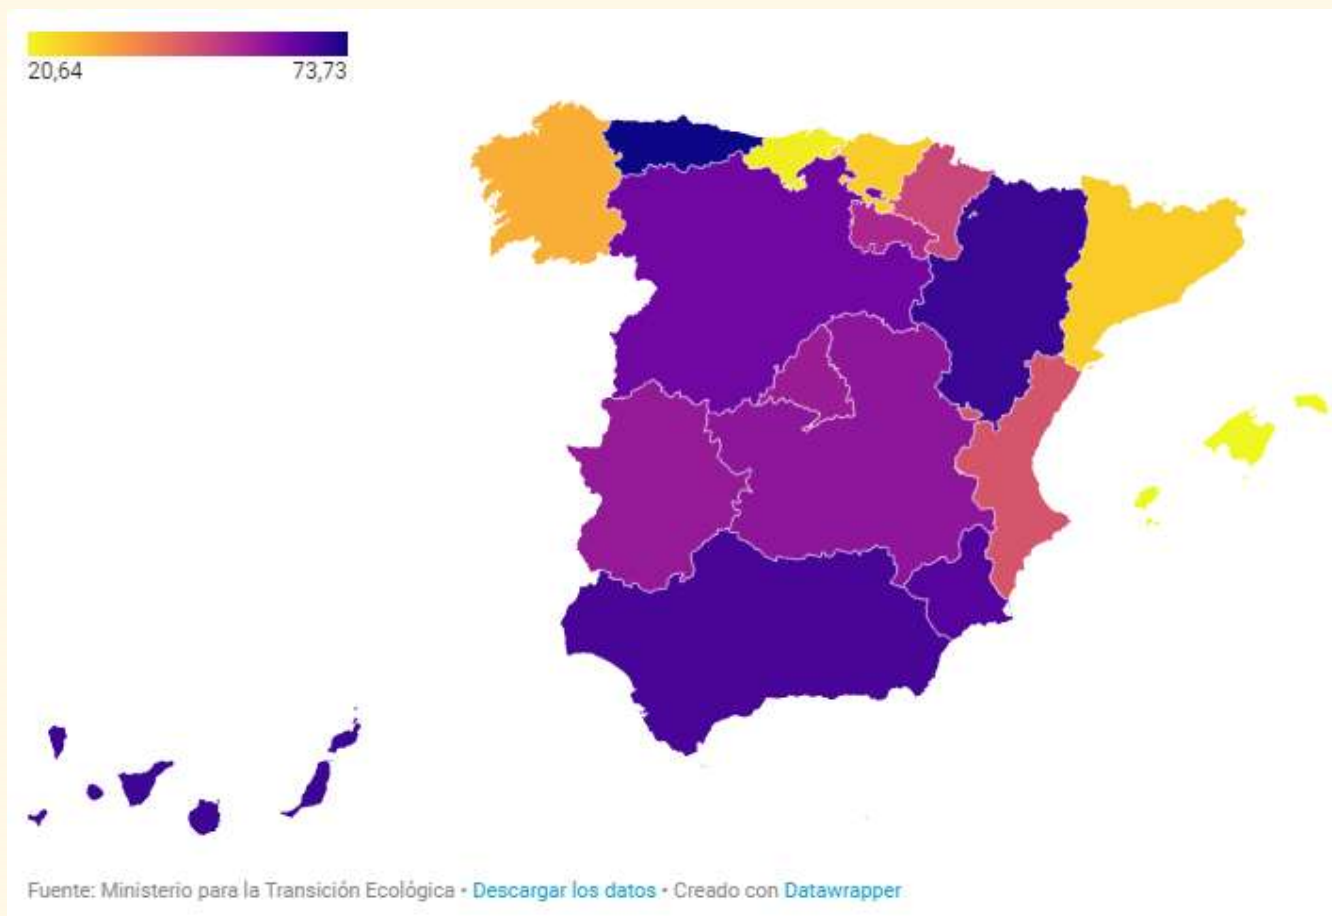 20,64 73,73
Fuente: Ministerio para la Transición Ecológica • Descargar los datos • Creado con Datawrapper